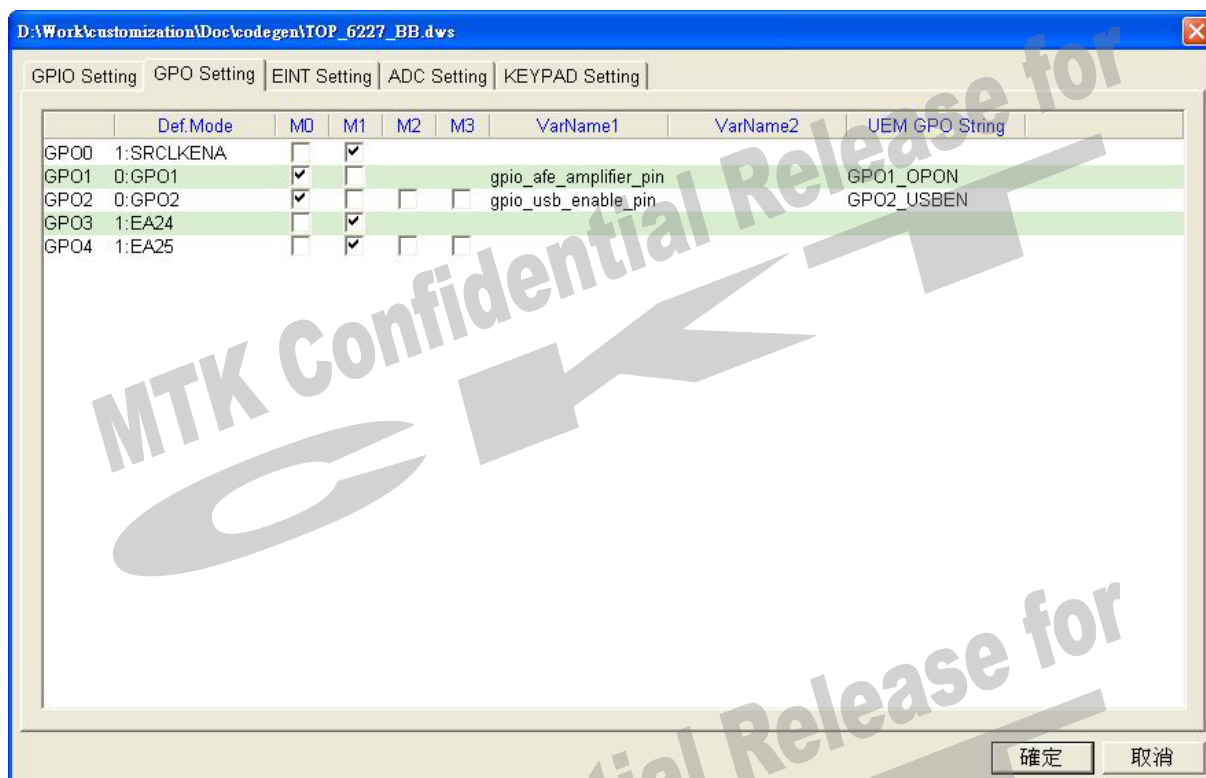 D:\Work\customization\Doc\codegen\TOP_6227_BB.dws
GPIO Setting GPO Setting EINT Setting ADC Setting KEYPAD Setting
Def.Mode M0 M1 M2 M3 VarName1 VarName2 UEM GPO String
GPO0 1:SRCLKENA
GPO1 0:GPO1 gpio_afe_amplifier_pin GPO1_OPON
GPO2 0:GPO2 gpio_usb_enable_pin GPO2_USBEN
GPO3 1:EA24
GPO4 1:EA25
MTK Confidential Release for
CKT
ial Release for
確定 取消